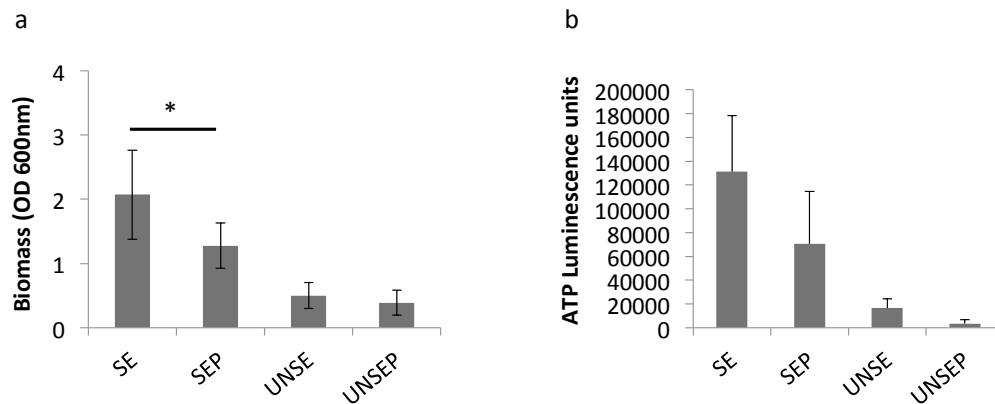 a
Biomass (OD 600nm)
4
3
2
1
0
*
SE
SEP
UNSE
UNSEP
b
ATP Luminescence units
200000
180000
160000
140000
120000
100000
80000
60000
40000
20000
0
SE
SEP
UNSE
UNSEP